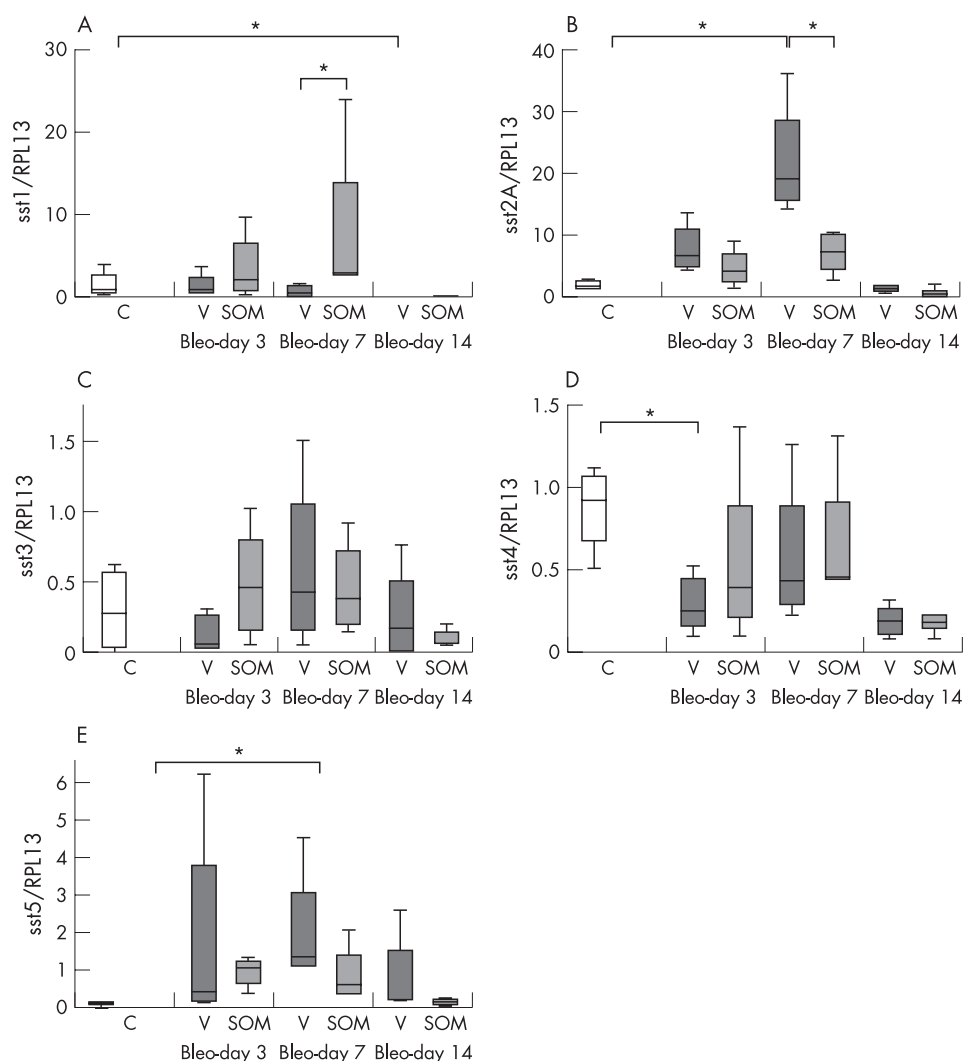 A
*
30
*
20
10
0
sst1/RPL13
C V SOM V SOM V SOM
Bleo-day 3 Bleo-day 7 Bleo-day 14
B
* *
40
30
20
10
0
sst2A/RPL13
C V SOM V SOM V SOM
Bleo-day 3 Bleo-day 7 Bleo-day 14
C
1.5
1.0
0.5
0
sst3/RPL13
C V SOM V SOM V SOM
Bleo-day 3 Bleo-day 7 Bleo-day 14
D
1.5
*
1.0
0.5
0
sst4/RPL13
C V SOM V SOM V SOM
Bleo-day 3 Bleo-day 7 Bleo-day 14
E
*
6
5
4
3
2
1
0
sst5/RPL13
C V SOM V SOM V SOM
Bleo-day 3 Bleo-day 7 Bleo-day 14